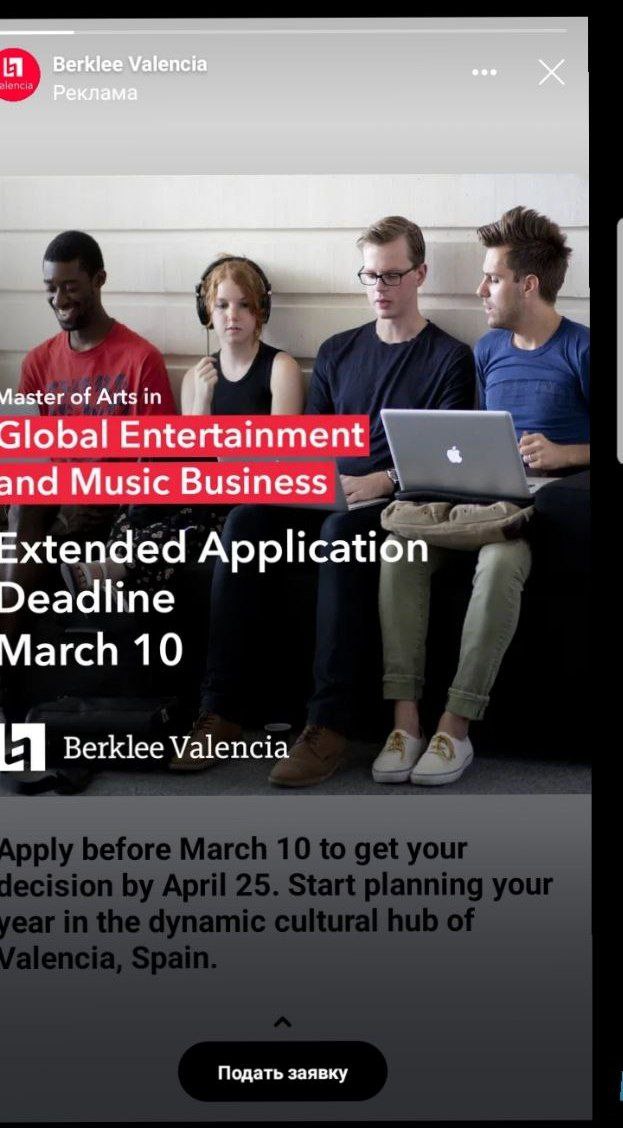 Berklee Valencia
Реклама
alencia
Master of Arts in
Global Entertainment
and Music Business
Extended Application
Deadline
March 10
Berklee Valencia
Apply before March 10 to get your
decision by April 25. Start planning your
year in the dynamic cultural hub of
Valencia, Spain.
Подать заявку